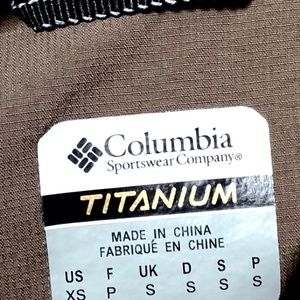 Columbia
Sportswear Company®
TITANIUM
MADE IN CHINA
FABRIQUÉ EN CHINE
US F UK D S P
XS P S S S S